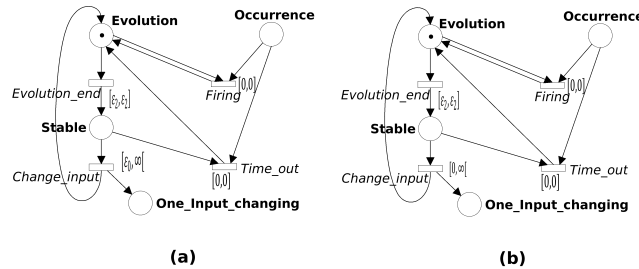 Evolution
Occurrence
[0,0]
Firing
Evolution_end
[ε₂,ε₁]
Stable
[ε₀,∞[
Change_input
Time_out
[0,0]
One_Input_changing
(a)
Evolution
Occurrence
[0,0]
Firing
Evolution_end
[ε₂,ε₁]
Stable
[0,∞[
Change_input
Time_out
[0,0]
One_Input_changing
(b)